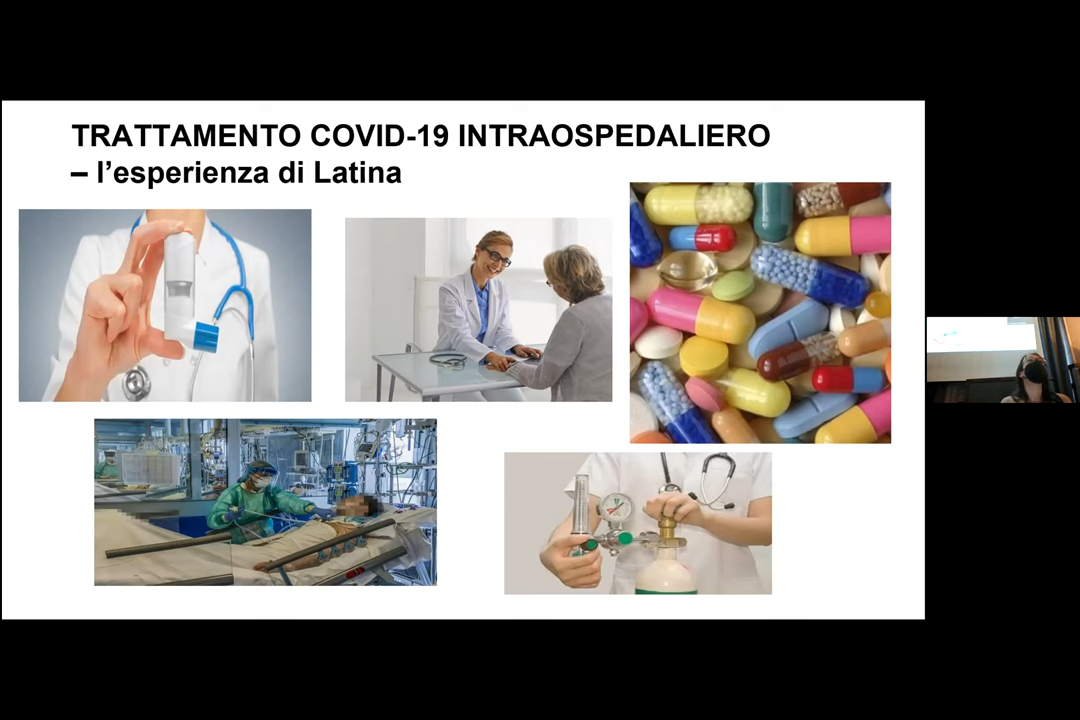 TRATTAMENTO COVID-19 INTRAOSPEDALIERO
– l’esperienza di Latina